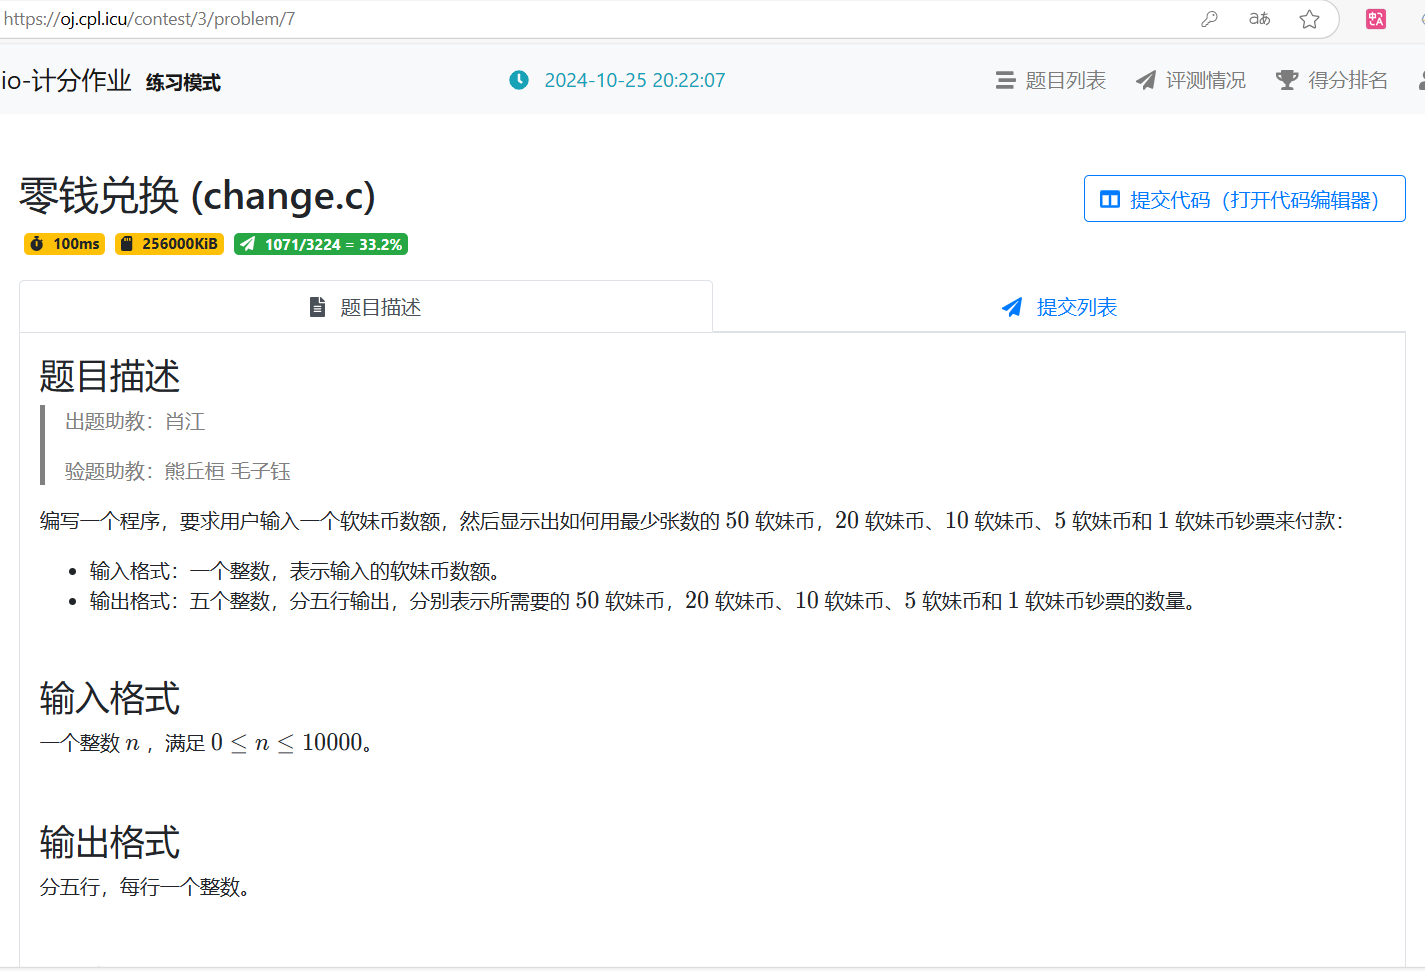 https://oj.cpl.icu/contest/3/problem/7
io-计分作业 练习模式 2024-10-25 20:22:07 题目列表 评测情况 得分排名
零钱兑换 (change.c)
提交代码（打开代码编辑器）
100ms 256000KiB 1071/3224 = 33.2%
题目描述 提交列表
题目描述
出题助教：肖江
验题助教：熊丘桓 毛子钰
编写一个程序，要求用户输入一个软妹币数额，然后显示出如何用最少张数的 50 软妹币，20 软妹币、10 软妹币、5 软妹币和 1 软妹币钞票来付款：
• 输入格式：一个整数，表示输入的软妹币数额。
• 输出格式：五个整数，分五行输出，分别表示所需要的 50 软妹币，20 软妹币、10 软妹币、5 软妹币和 1 软妹币钞票的数量。
输入格式
一个整数 n ，满足 0 ≤ n ≤ 10000。
输出格式
分五行，每行一个整数。